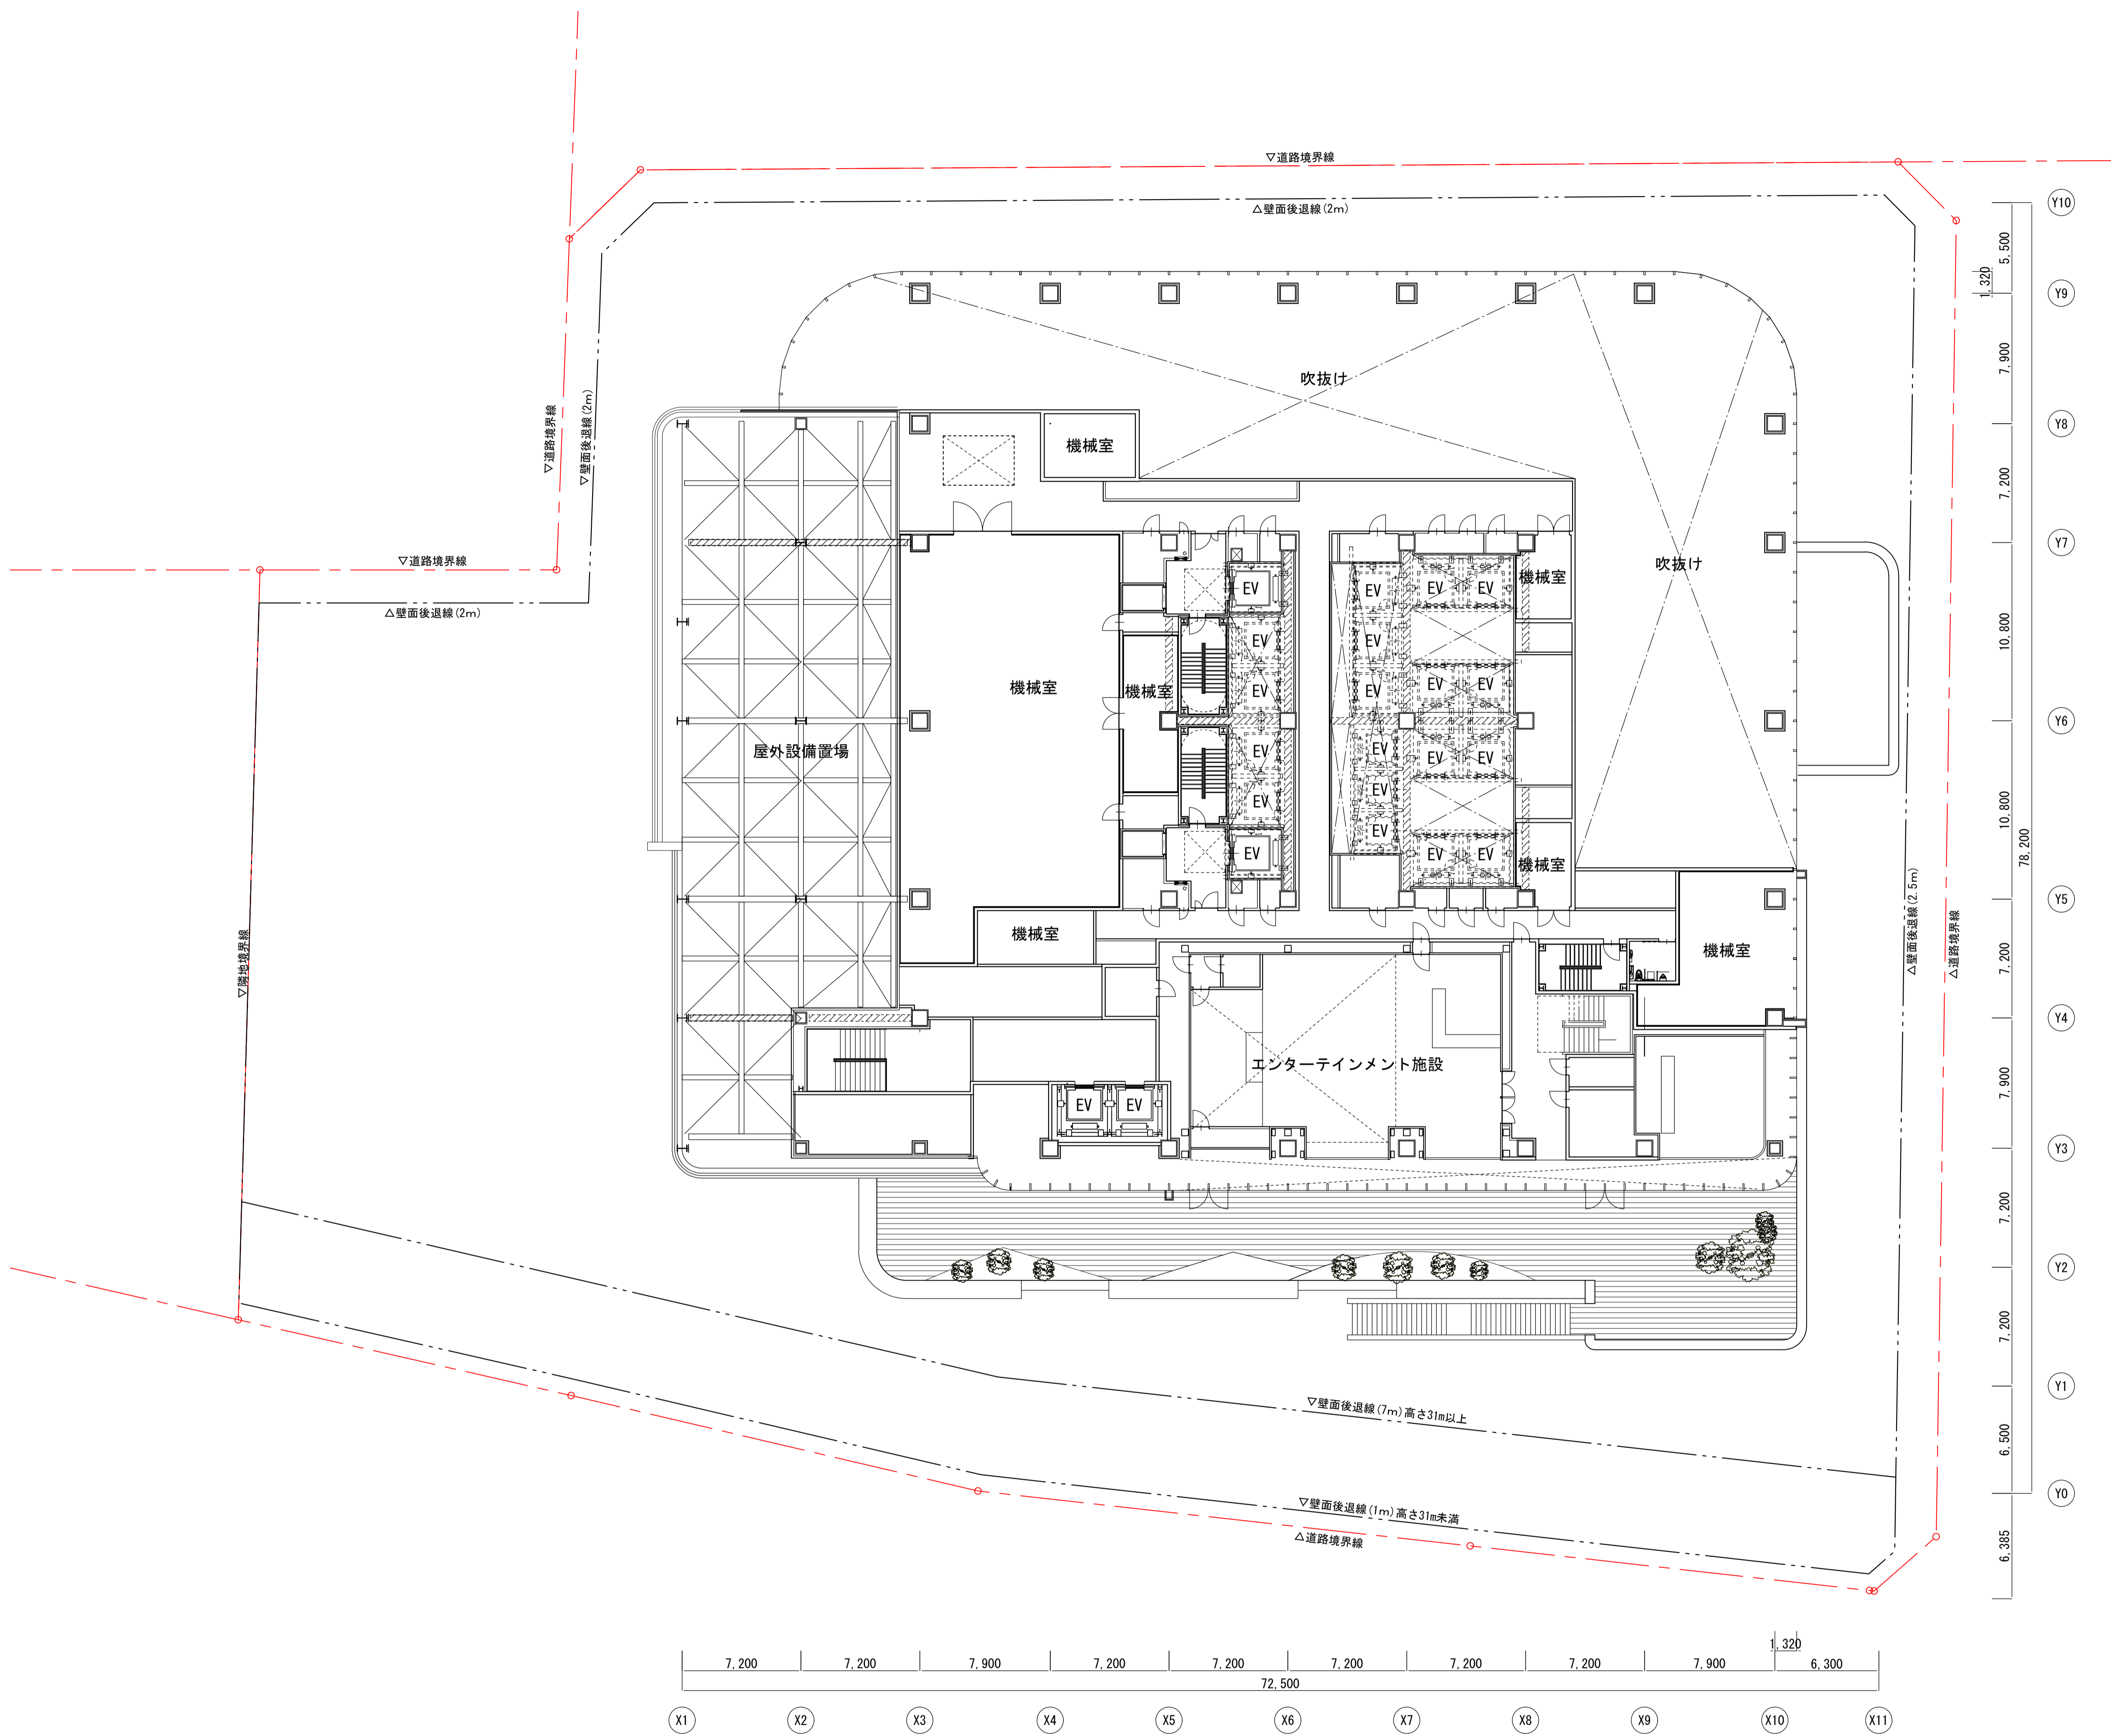 ▽道路境界線
△壁面後退線(2m)
Y10
5,500
1,320
Y9
7,900
吹抜け
▽道路境界線
▽壁面後退線(2m)
Y8
機械室
7,200
Y7
▽道路境界線
吹抜け
機械室
EV
EV
EV
EV
△壁面後退線(2m)
10,800
EV
EV
機械室
機械室
EV
EV
EV
EV
Y6
屋外設備置場
EV
EV
EV
EV
EV
EV
EV
10,800
78,200
EV
EV
EV
EV
機械室
Y5
△壁面後退線(2.5m)
△道路境界線
▽隣地境界線
機械室
機械室
7,200
Y4
エンターテインメント施設
7,900
EV
EV
Y3
7,200
Y2
7,200
Y1
▽壁面後退線(7m)高さ31m以上
6,500
Y0
▽壁面後退線(1m)高さ31m未満
△道路境界線
6,385
1,320
7,200
7,200
7,900
7,200
7,200
7,200
7,200
7,200
7,900
6,300
72,500
X1
X2
X3
X4
X5
X6
X7
X8
X9
X10
X11